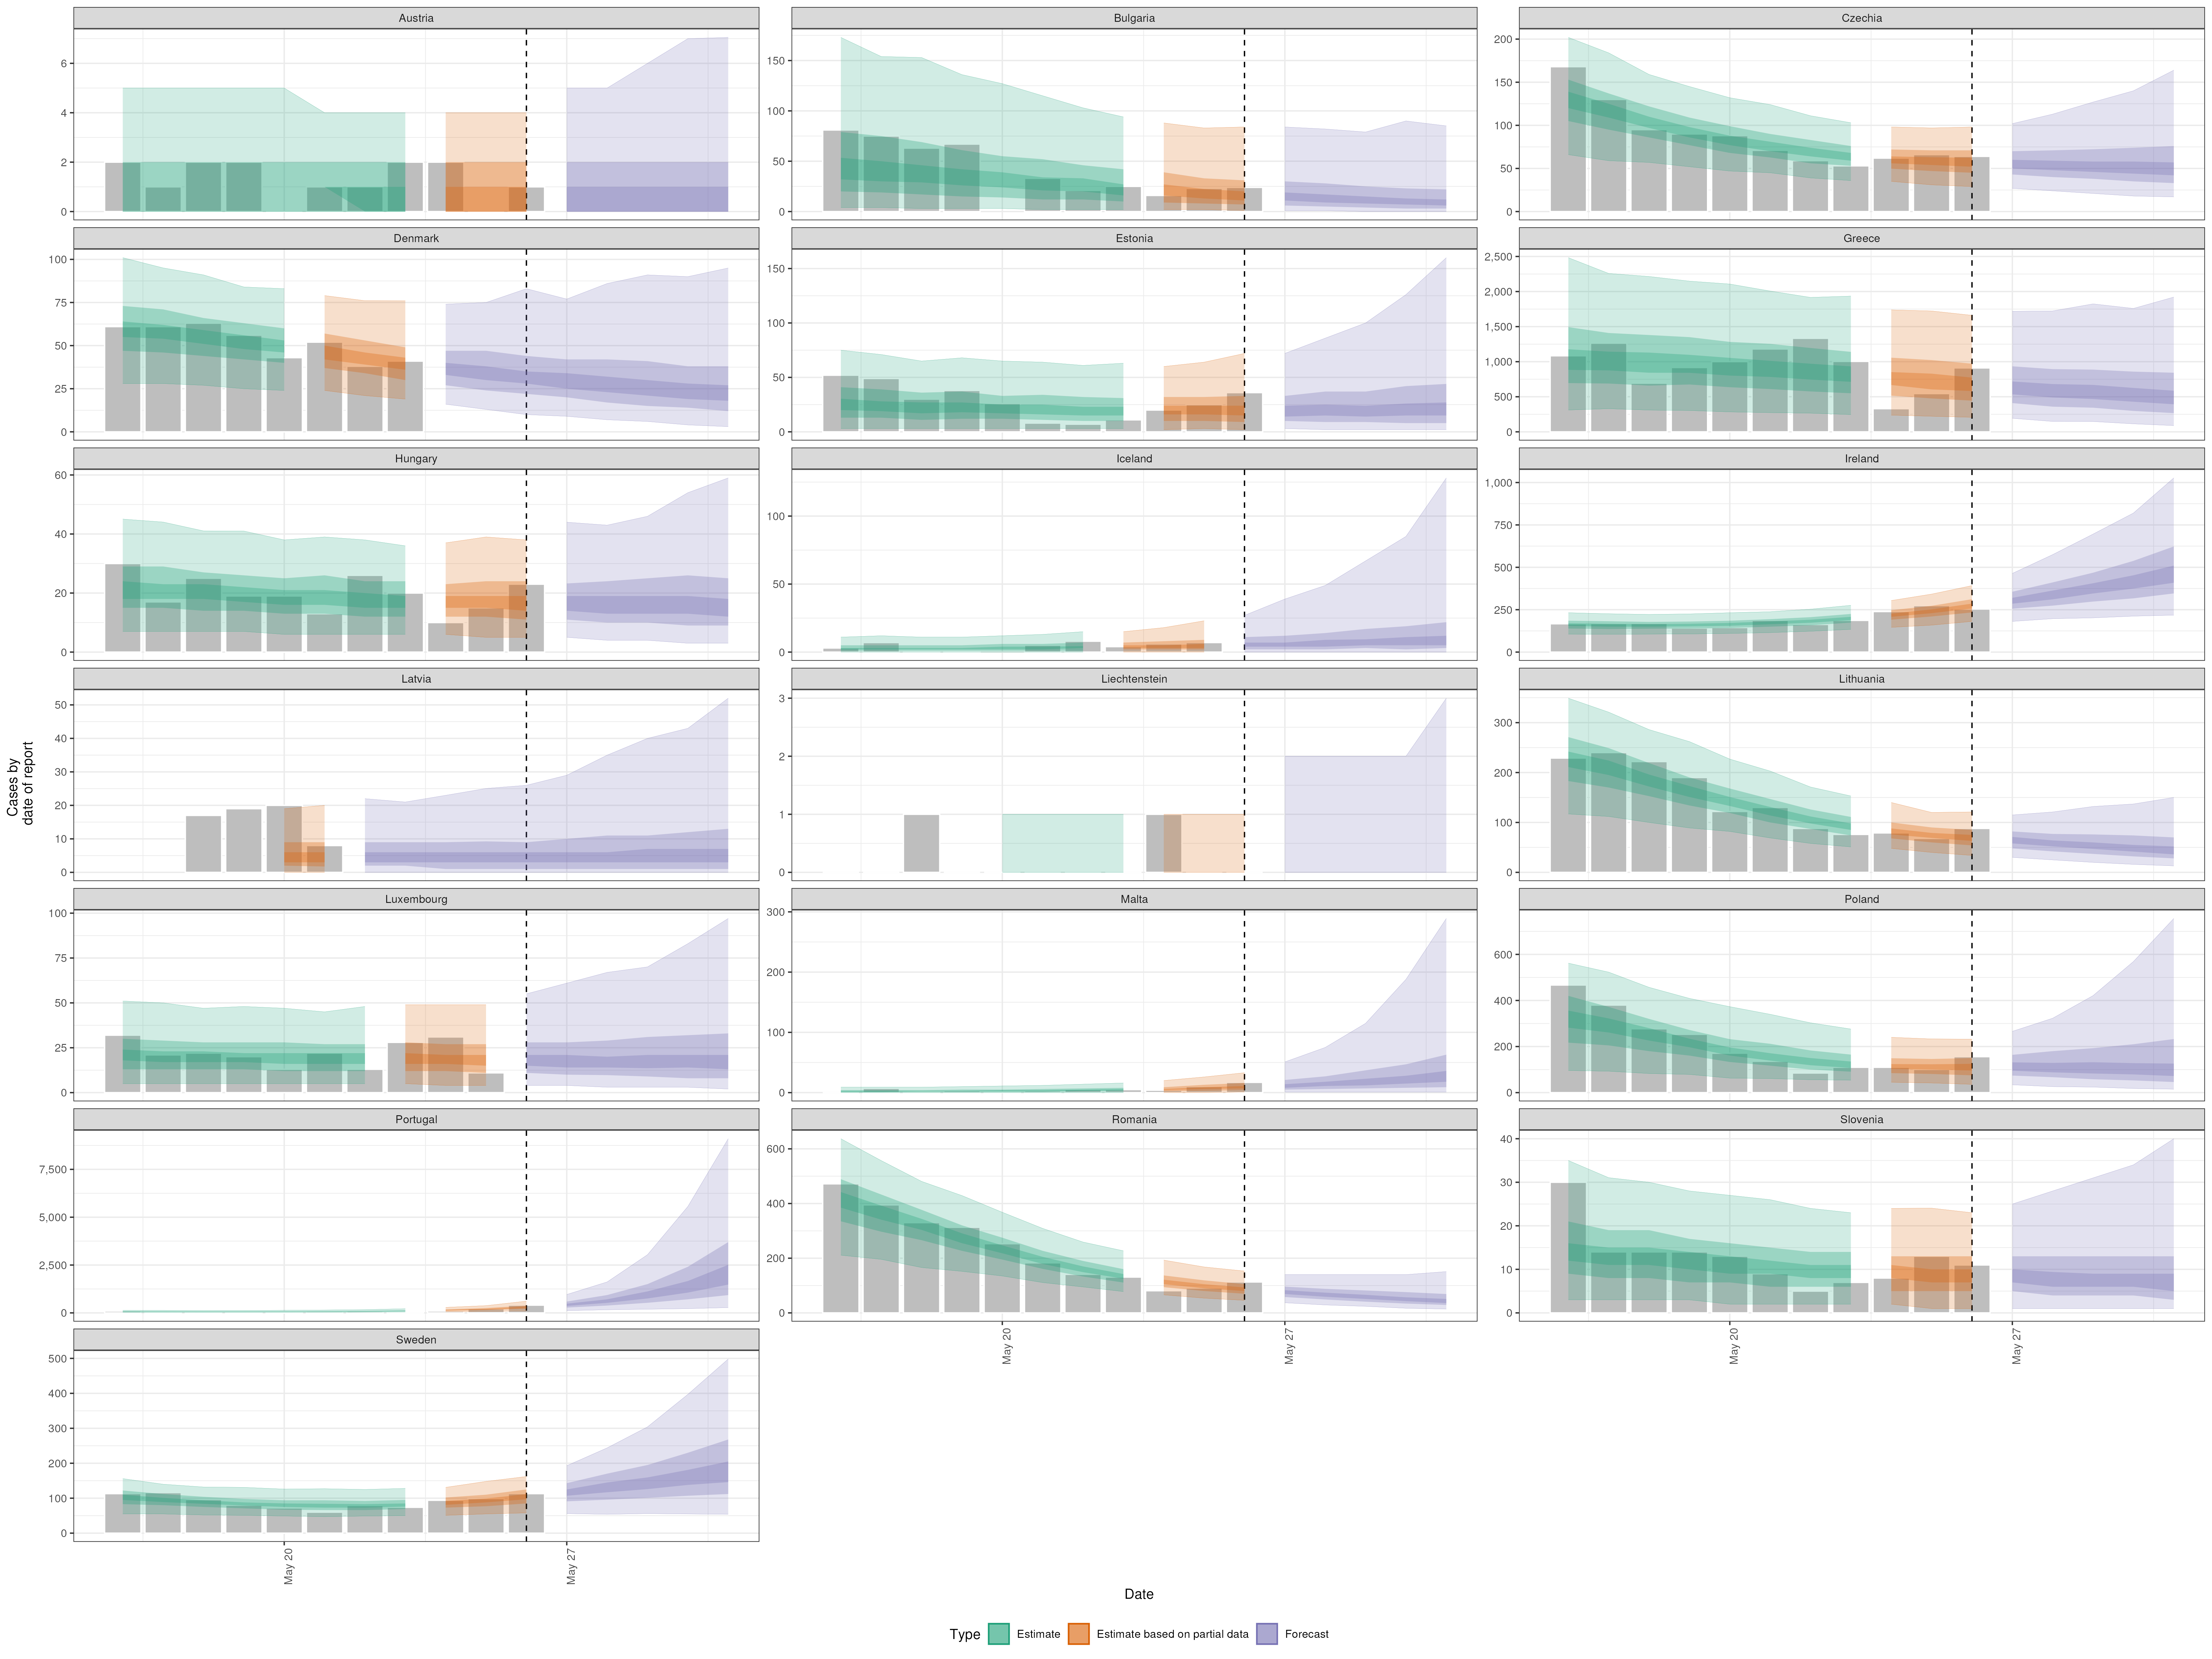 Austria
Bulgaria
Czechia
6
4
2
0
150
100
50
0
200
150
100
50
0
Denmark
Estonia
Greece
100
75
50
25
0
150
100
50
0
2,500
2,000
1,500
1,000
500
0
Hungary
Iceland
Ireland
60
40
20
0
100
50
0
1,000
750
500
250
0
Latvia
Liechtenstein
Lithuania
50
40
30
20
10
0
3
2
1
0
300
200
100
0
Luxembourg
Malta
Poland
100
75
50
25
0
300
200
100
0
600
400
200
0
Portugal
Romania
Slovenia
7,500
5,000
2,500
0
600
400
200
0
40
30
20
10
0
May 20
May 27
May 20
May 27
Sweden
500
400
300
200
100
0
May 20
May 27
Cases by
date of report
Date
Type Estimate Estimate based on partial data Forecast